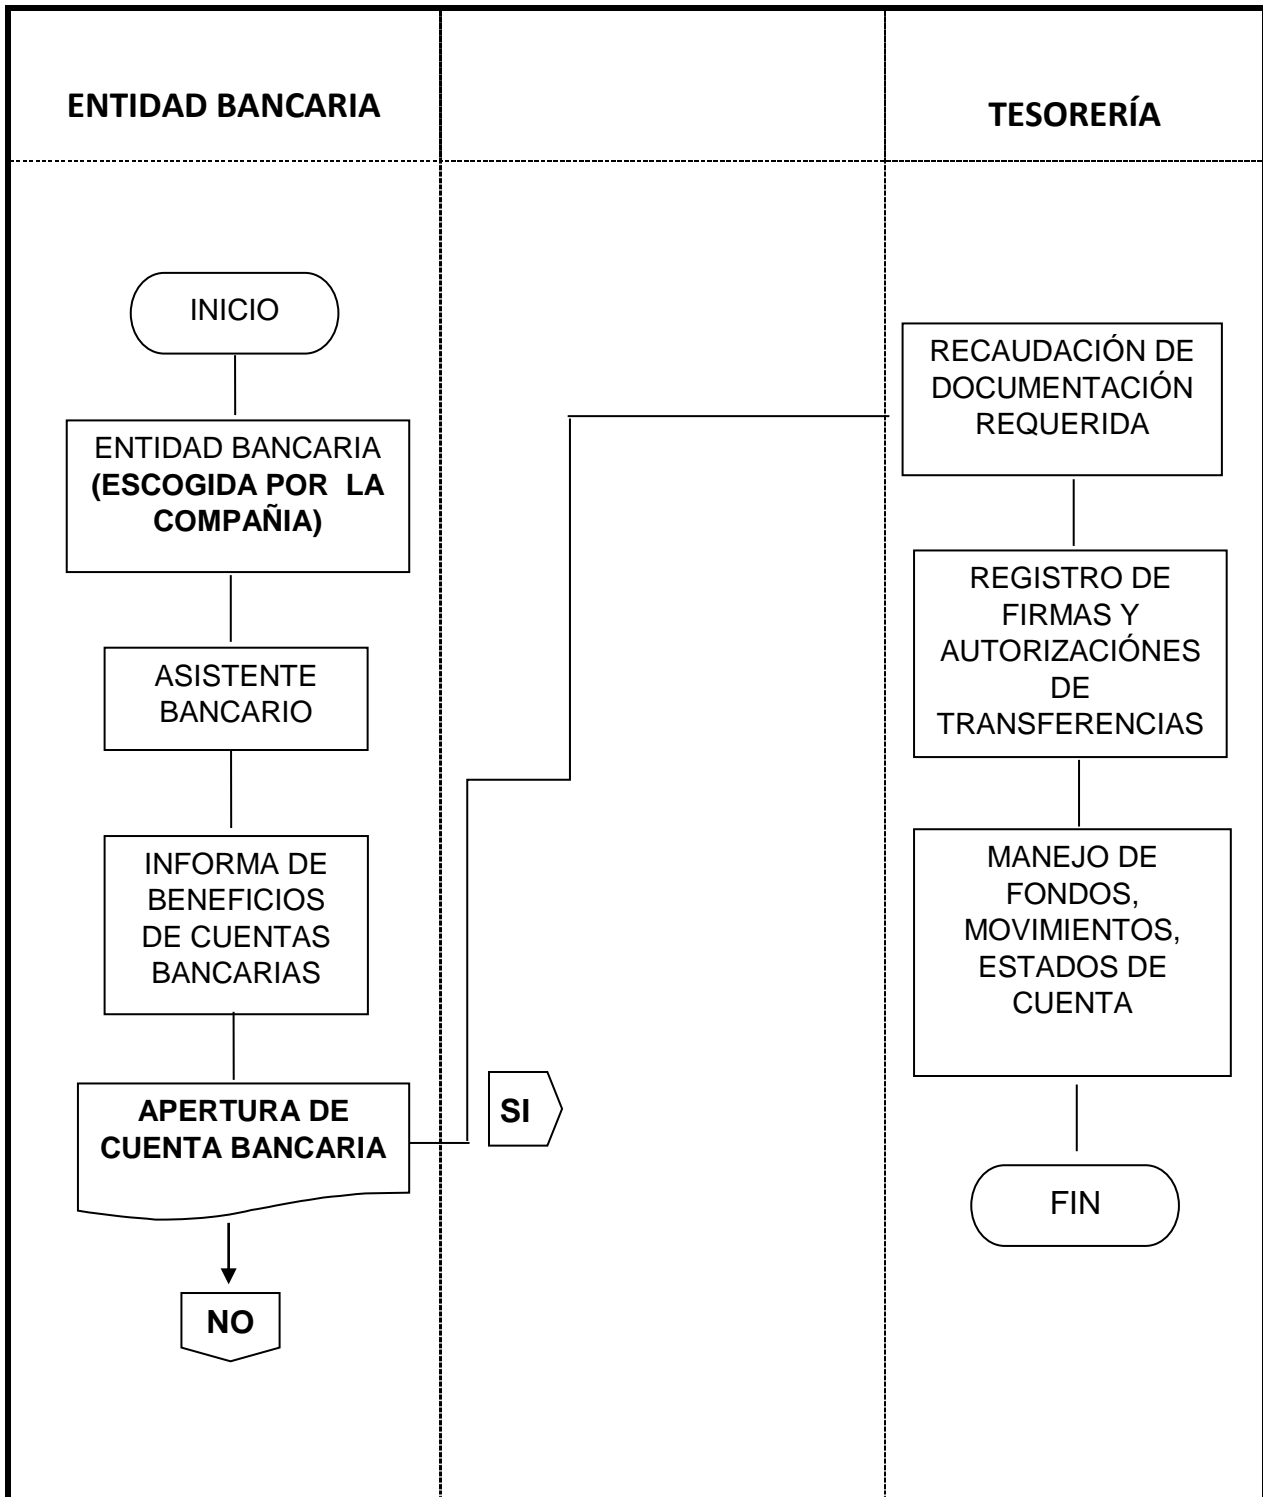 ENTIDAD BANCARIA
TESORERÍA
INICIO
ENTIDAD BANCARIA
(ESCOGIDA POR LA
COMPAÑIA)
ASISTENTE
BANCARIO
INFORMA DE
BENEFICIOS
DE CUENTAS
BANCARIAS
APERTURA DE
CUENTA BANCARIA
NO
SI
RECAUDACIÓN DE
DOCUMENTACIÓN
REQUERIDA
REGISTRO DE
FIRMAS Y
AUTORIZACIÓNES
DE
TRANSFERENCIAS
MANEJO DE
FONDOS,
MOVIMIENTOS,
ESTADOS DE
CUENTA
FIN